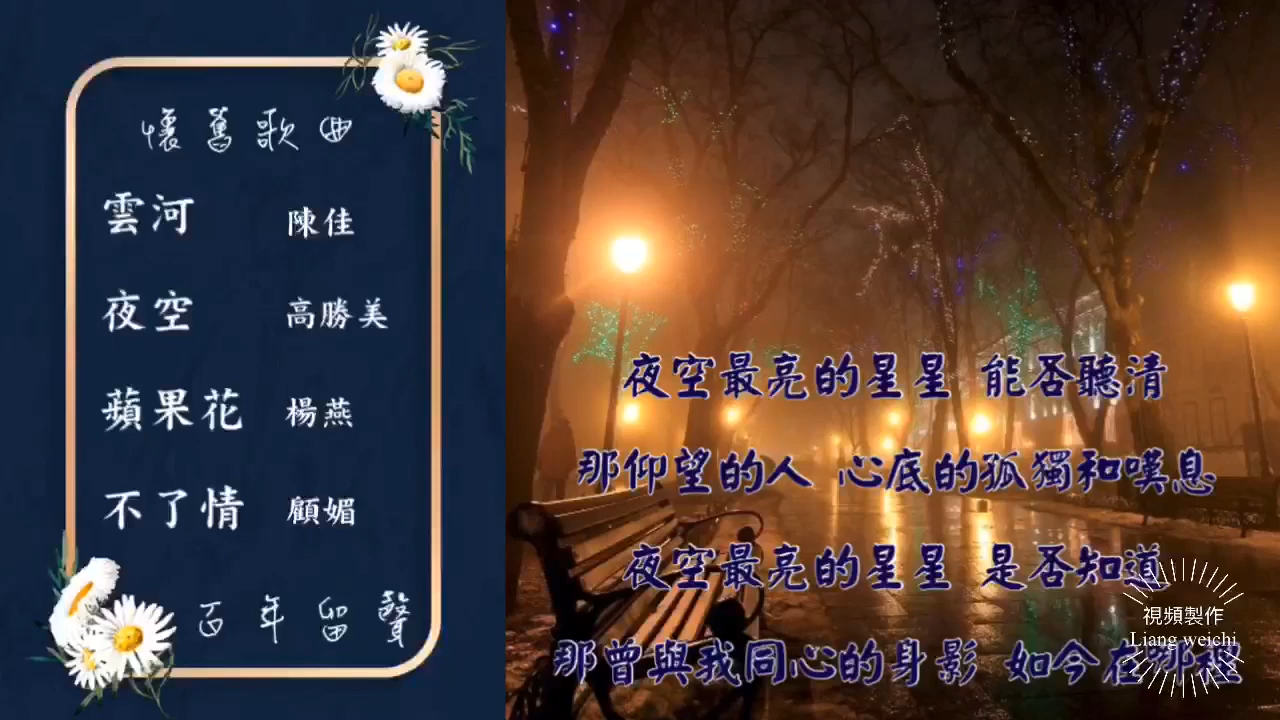 懷舊歌曲
雲河 陳佳
夜空 高勝美
蘋果花 楊燕
不了情 顧媚
百年留聲
夜空最亮的星星 能否聽清
那仰望的人 心底的孤獨和嘆息
夜空最亮的星星 是否知道
那曾與我同心的身影 如今在哪裡
視頻製作
Liang weichi